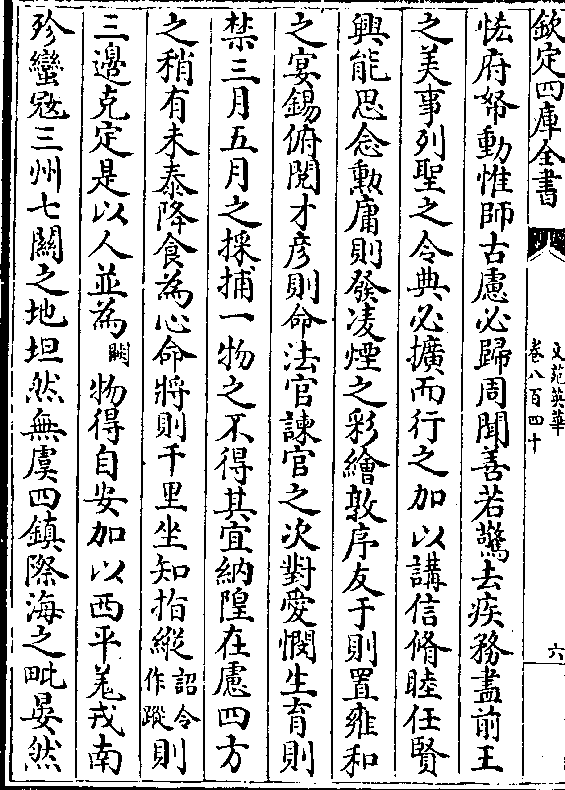 欽定四庫全書
文苑英華
卷八百四十
六
怯府帑動惟師古慮必歸周聞善若驚去疾務盡前王
之美事列聖之令典必擴而行之加以講信脩睦任賢
興能思念勲庸則發凌煙之彩繪敦序友于則置雍和
之宴錫俯閲才彦則命法官諫官之次對愛憫生育則
禁三月五月之採捕一物之不得其宜納隍在慮四方
之稍有未泰降食為心命將則千里坐知指縱詔令作蹤則
三邊克定是以人並為闕物得自安加以西平羗戎南
殄蠻寇三州七關之地坦然無虞四鎮際海之毗晏然